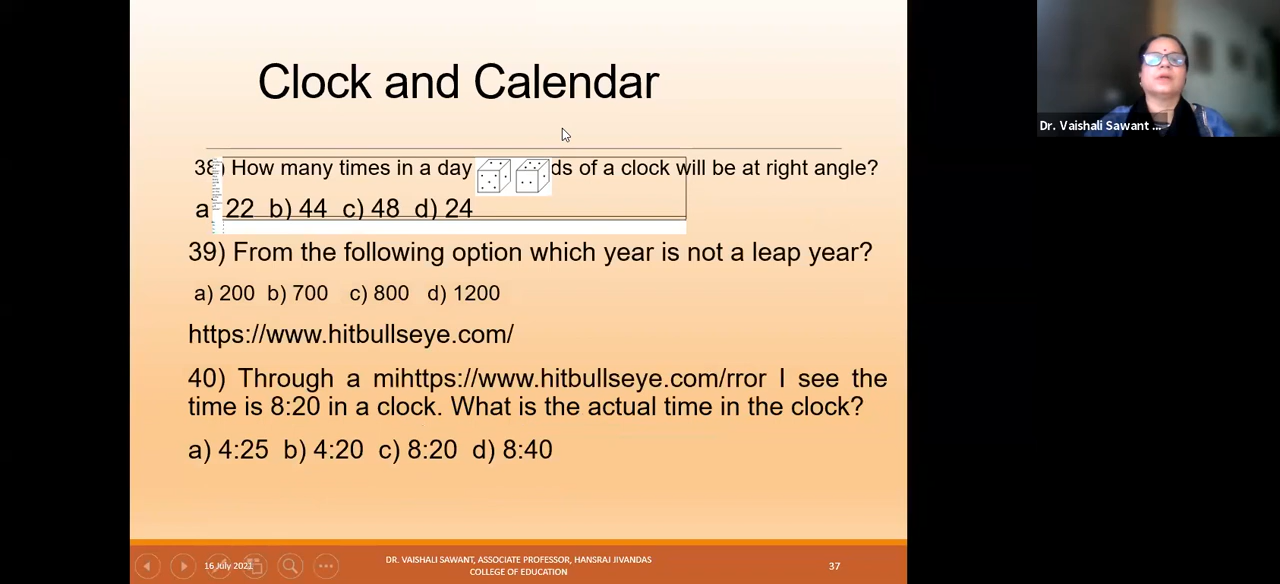 Clock and Calendar
Dr. Vaishali Sawant ...
38) How many times in a day ds of a clock will be at right angle?
a 22 b) 44 c) 48 d) 24
39) From the following option which year is not a leap year?
a) 200 b) 700 c) 800 d) 1200
https://www.hitbullseye.com/
40) Through a mihttps://www.hitbullseye.com/rror I see the
time is 8:20 in a clock. What is the actual time in the clock?
a) 4:25 b) 4:20 c) 8:20 d) 8:40
16 July 2021
DR. VAISHALI SAWANT, ASSOCIATE PROFESSOR, HANSRAJ JIVANDAS
COLLEGE OF EDUCATION
37